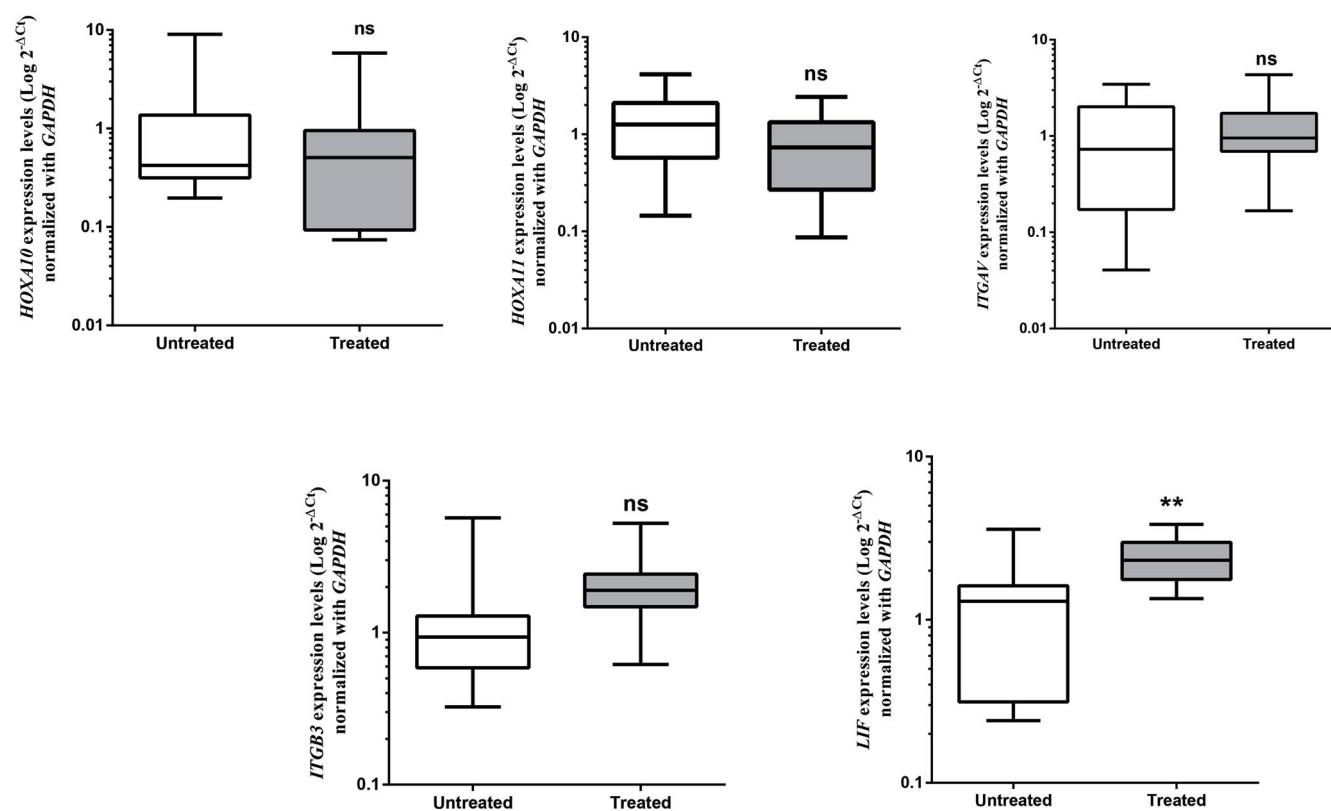 HOXA10 expression levels (Log 2^-ΔCt)
normalized with GAPDH
10
1
0.1
0.01
ns
Untreated
Treated
HOXA11 expression levels (Log 2^-ΔCt)
normalized with GAPDH
10
1
0.1
0.01
ns
Untreated
Treated
ITGAV expression levels (Log 2^-ΔCt)
normalized with GAPDH
10
1
0.1
0.01
ns
Untreated
Treated
ITGB3 expression levels (Log 2^-ΔCt)
normalized with GAPDH
10
1
0.1
ns
Untreated
Treated
LIF expression levels (Log 2^-ΔCt)
normalized with GAPDH
10
1
0.1
**
Untreated
Treated